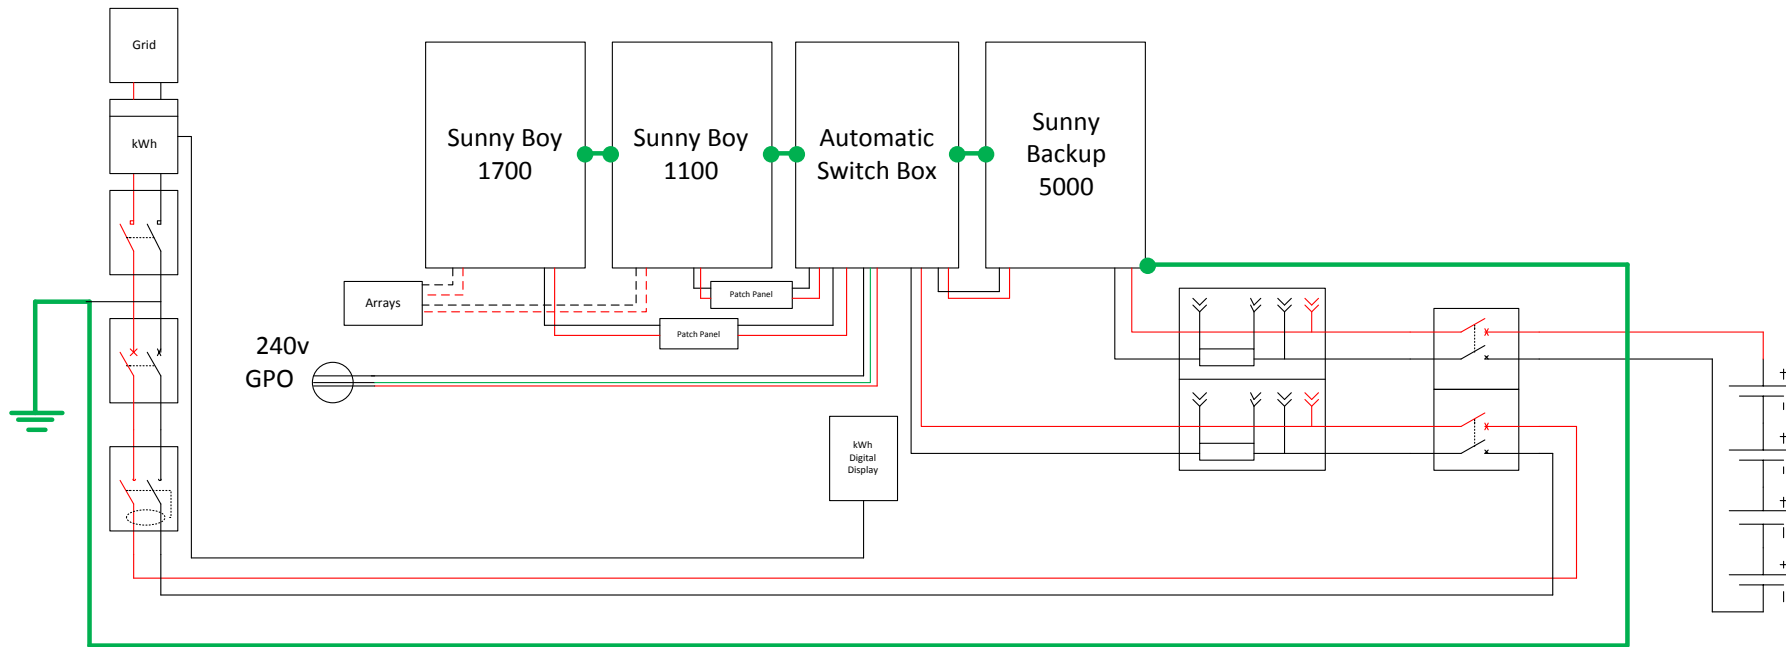 Grid
kWh
Sunny Boy
1700
Sunny Boy
1100
Automatic
Switch Box
Sunny
Backup
5000
Arrays
Patch Panel
Patch Panel
240v
GPO
kWh
Digital
Display
+
+
+
+